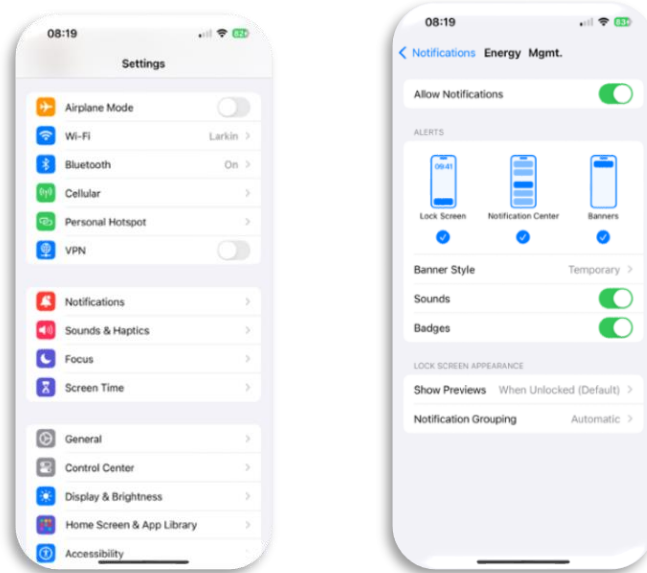 08:19
82
Settings
Airplane Mode
Wi-Fi Larkin
Bluetooth On
Cellular
Personal Hotspot
VPN
Notifications
Sounds & Haptics
Focus
Screen Time
General
Control Center
Display & Brightness
Home Screen & App Library
Accessibility
08:19
83
Notifications Energy Mgmt.
Allow Notifications
ALERTS
09:41
Lock Screen Notification Center Banners
Banner Style Temporary
Sounds
Badges
LOCK SCREEN APPEARANCE
Show Previews When Unlocked (Default)
Notification Grouping Automatic